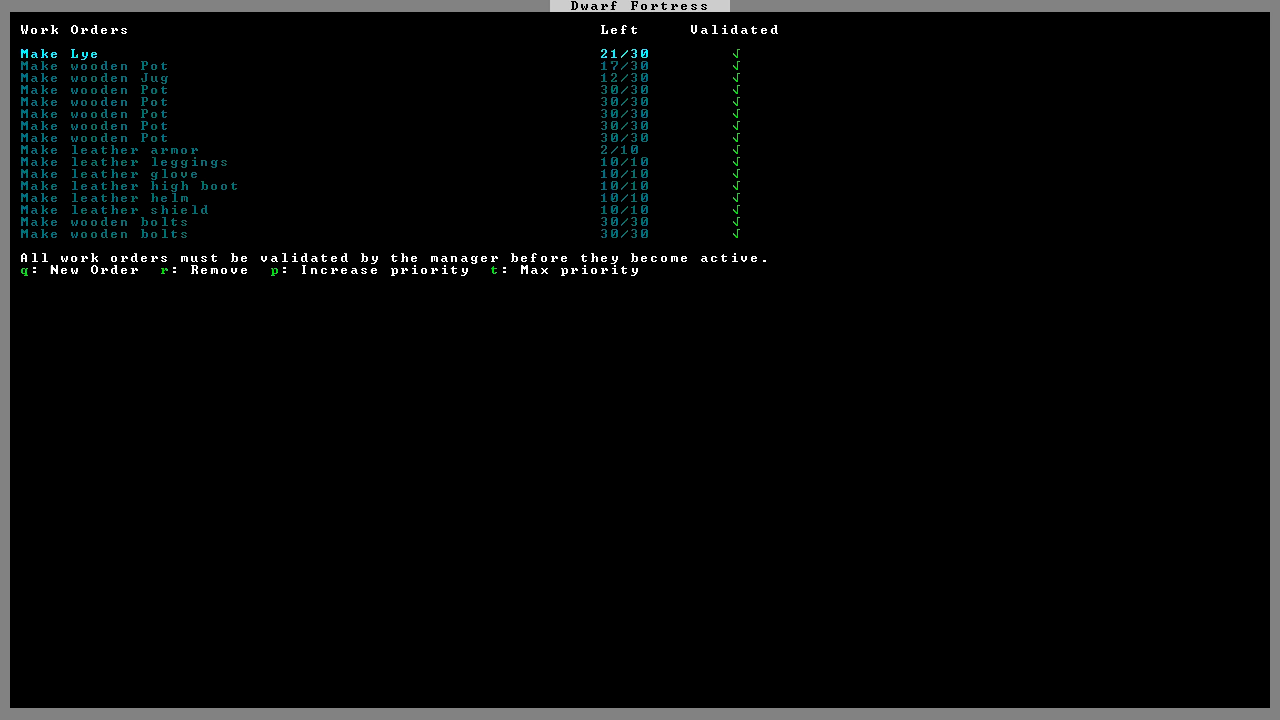 Dwarf Fortress
Work Orders Left Validated
Make Lye 21/30 √
Make wooden Pot 17/30 √
Make wooden Jug 12/30 √
Make wooden Pot 30/30 √
Make wooden Pot 30/30 √
Make wooden Pot 30/30 √
Make wooden Pot 30/30 √
Make wooden Pot 30/30 √
Make leather armor 2/10 √
Make leather leggings 10/10 √
Make leather glove 10/10 √
Make leather high boot 10/10 √
Make leather helm 10/10 √
Make leather shield 10/10 √
Make wooden bolts 30/30 √
Make wooden bolts 30/30 √
All work orders must be validated by the manager before they become active.
q: New Order r: Remove p: Increase priority t: Max priority